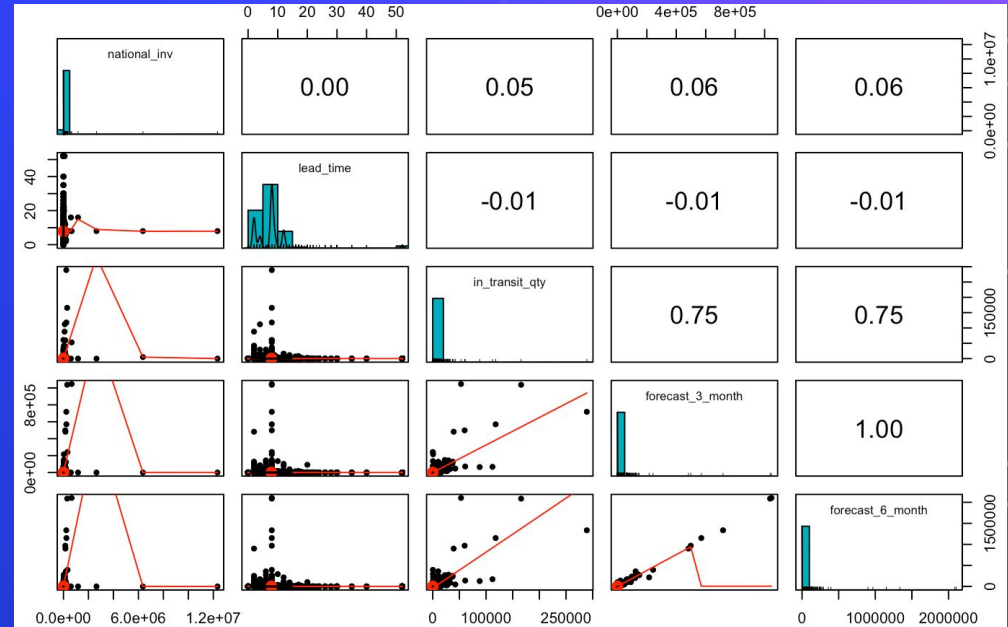 0 10 20 30 40 50
0e+00 4e+05 8e+05
national_inv
0.00
0.05
0.06
0.06
0.0e+00 1.0e+07
0 20 40
lead_time
-0.01
-0.01
-0.01
in_transit_qty
0.75
0.75
0 150000
0e+00 8e+05
forecast_3_month
1.00
forecast_6_month
0 1500000
0.0e+00 6.0e+06 1.2e+07
0 100000 250000
0 1000000 2000000